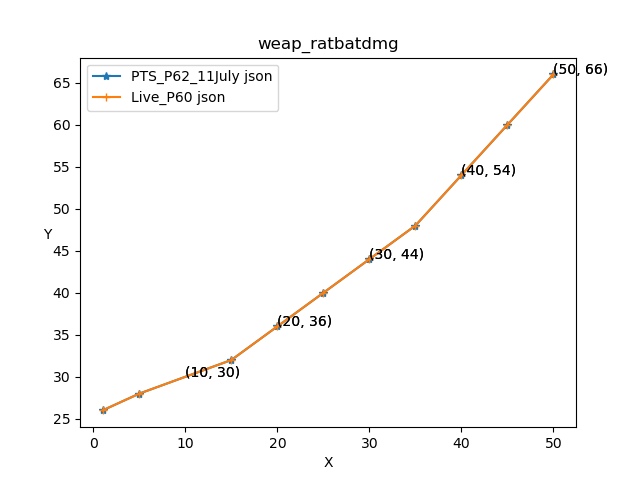 weap_ratbatdmg
PTS_P62_11July json
Live_P60 json
(50, 66)
(40, 54)
(30, 44)
(20, 36)
(10, 30)
65
60
55
50
45
40
35
30
25
Y
0 10 20 30 40 50
X